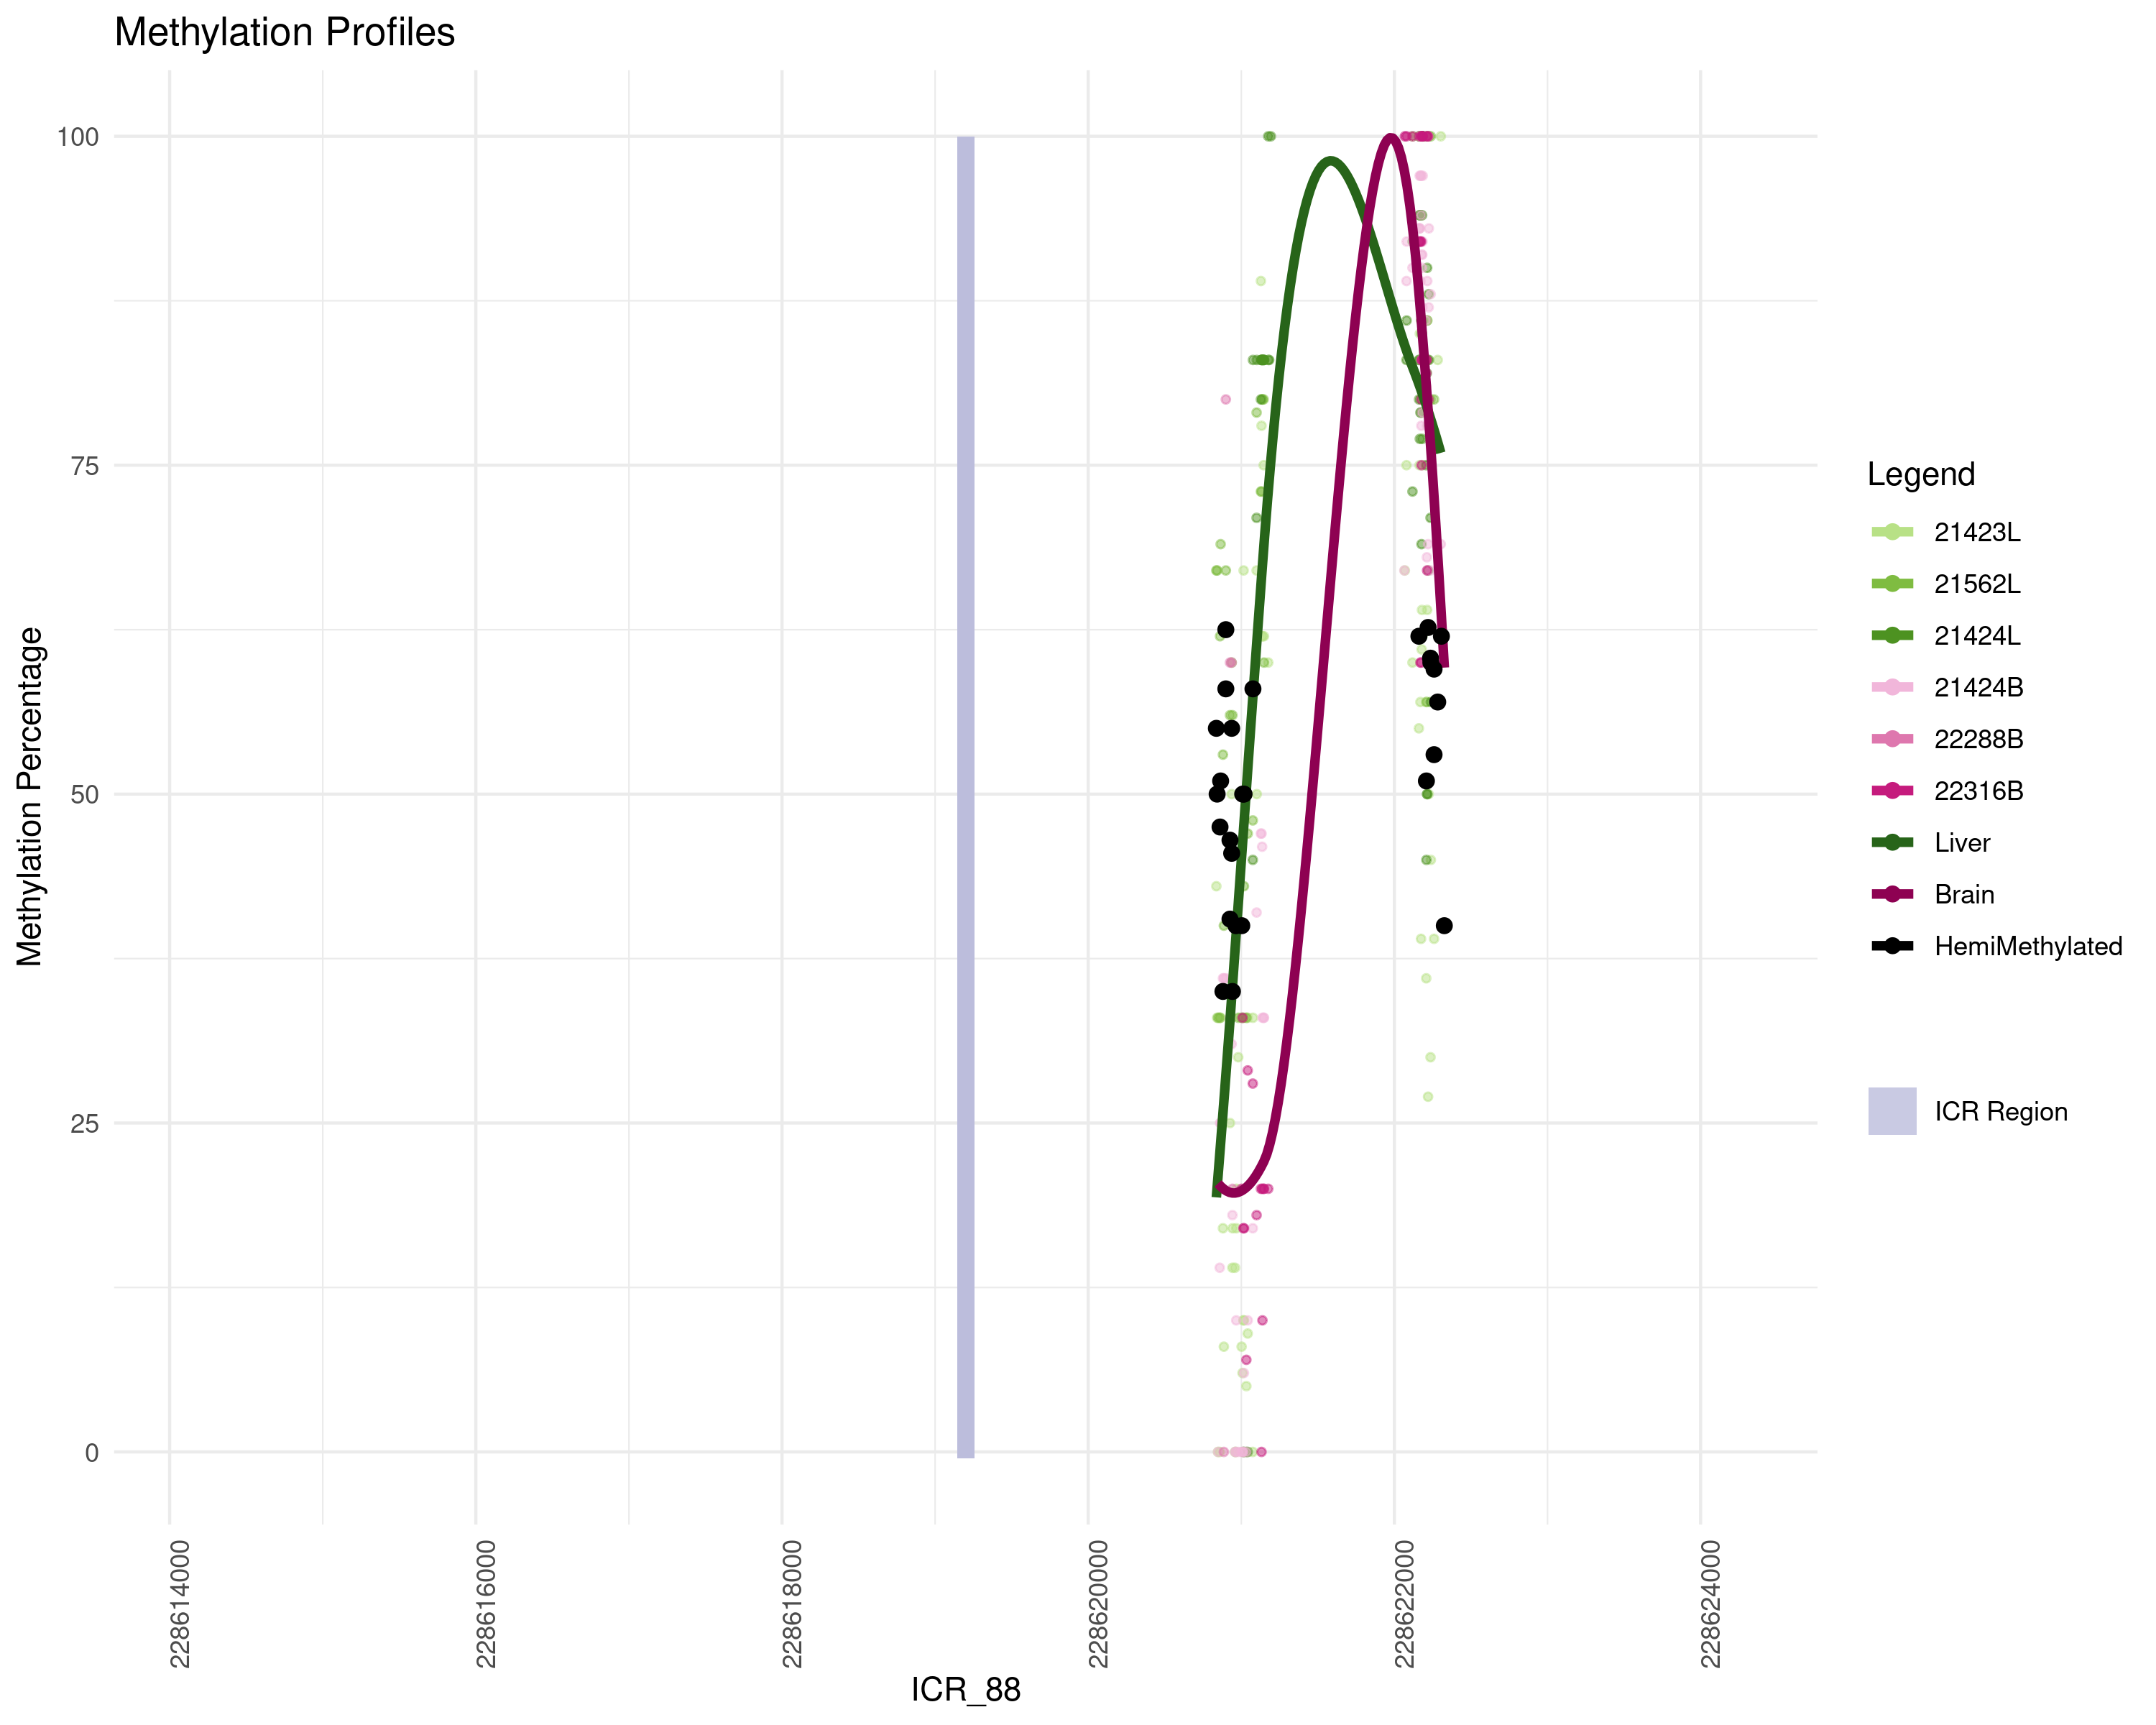 Methylation Profiles
100
75
50
25
0
Methylation Percentage
228614000
228616000
228618000
228620000
228622000
228624000
ICR_88
Legend
21423L
21562L
21424L
21424B
22288B
22316B
Liver
Brain
HemiMethylated
ICR Region